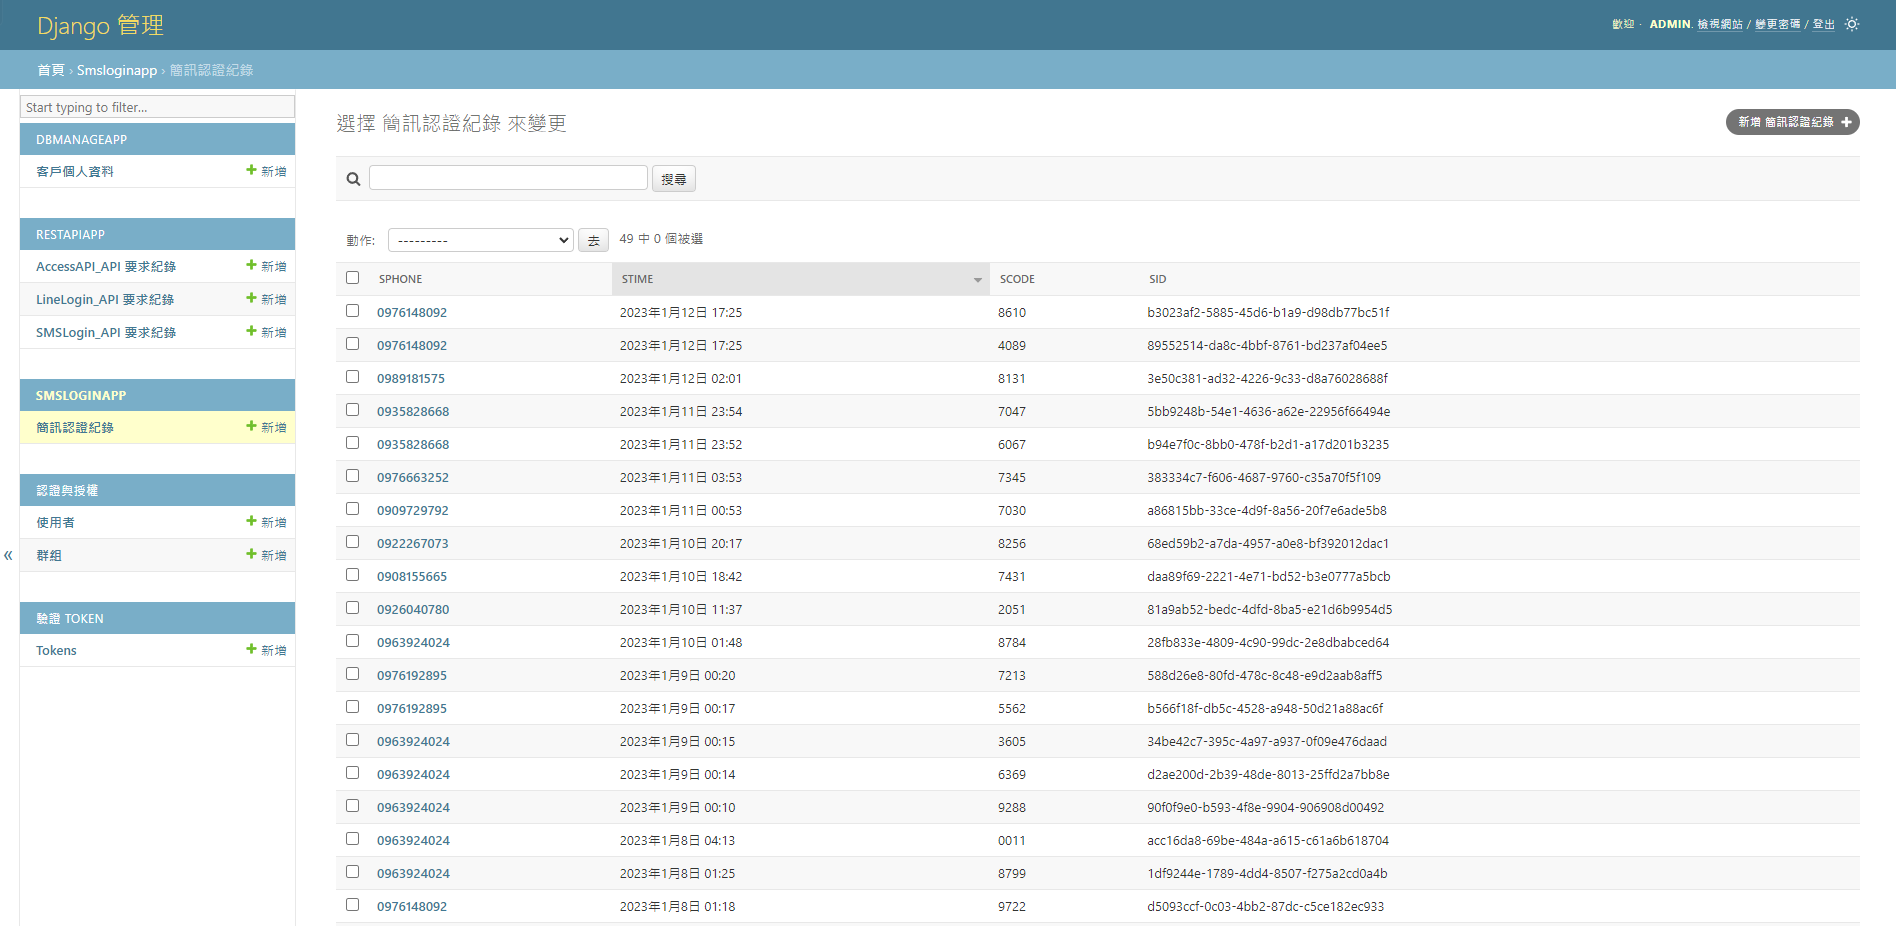 Django 管理
歡迎 · ADMIN. 檢視網站 / 變更密碼 / 登出
首頁 › Smsloginapp › 簡訊認證紀錄
Start typing to filter...
DBMANAGEAPP
客戶個人資料 新增
RESTAPIAPP
AccessAPI_API 要求紀錄 新增
LineLogin_API 要求紀錄 新增
SMSLogin_API 要求紀錄 新增
SMSLOGINAPP
簡訊認證紀錄 新增
認證與授權
使用者 新增
群組 新增
驗證 TOKEN
Tokens 新增
«
選擇 簡訊認證紀錄 來變更
新增 簡訊認證紀錄 +
搜尋
動作: --------- 去 49 中 0 個被選
SPHONE STIME SCODE SID
0976148092 2023年1月12日 17:25 8610 b3023af2-5885-45d6-b1a9-d98db77bc51f
0976148092 2023年1月12日 17:25 4089 89552514-da8c-4bbf-8761-bd237af04ee5
0989181575 2023年1月12日 02:01 8131 3e50c381-ad32-4226-9c33-d8a76028688f
0935828668 2023年1月11日 23:54 7047 5bb9248b-54e1-4636-a62e-22956f66494e
0935828668 2023年1月11日 23:52 6067 b94e7f0c-8bb0-478f-b2d1-a17d201b3235
0976663252 2023年1月11日 03:53 7345 383334c7-f606-4687-9760-c35a70f5f109
0909729792 2023年1月11日 00:53 7030 a86815bb-33ce-4d9f-8a56-20f7e6ade5b8
0922267073 2023年1月10日 20:17 8256 68ed59b2-a7da-4957-a0e8-bf392012dac1
0908155665 2023年1月10日 18:42 7431 daa89f69-2221-4e71-bd52-b3e0777a5bcb
0926040780 2023年1月10日 11:37 2051 81a9ab52-bedc-4dfd-8ba5-e21d6b9954d5
0963924024 2023年1月10日 01:48 8784 28fb833e-4809-4c90-99dc-2e8dbabced64
0976192895 2023年1月9日 00:20 7213 588d26e8-80fd-478c-8c48-e9d2aab8aff5
0976192895 2023年1月9日 00:17 5562 b566f18f-db5c-4528-a948-50d21a88ac6f
0963924024 2023年1月9日 00:15 3605 34be42c7-395c-4a97-a937-0f09e476daad
0963924024 2023年1月9日 00:14 6369 d2ae200d-2b39-48de-8013-25ffd2a7bb8e
0963924024 2023年1月9日 00:10 9288 90f0f9e0-b593-4f8e-9904-906908d00492
0963924024 2023年1月8日 04:13 0011 acc16da8-69be-484a-a615-c61a6b618704
0963924024 2023年1月8日 01:25 8799 1df9244e-1789-4dd4-8507-f275a2cd0a4b
0976148092 2023年1月8日 01:18 9722 d5093ccf-0c03-4bb2-87dc-c5ce182ec933